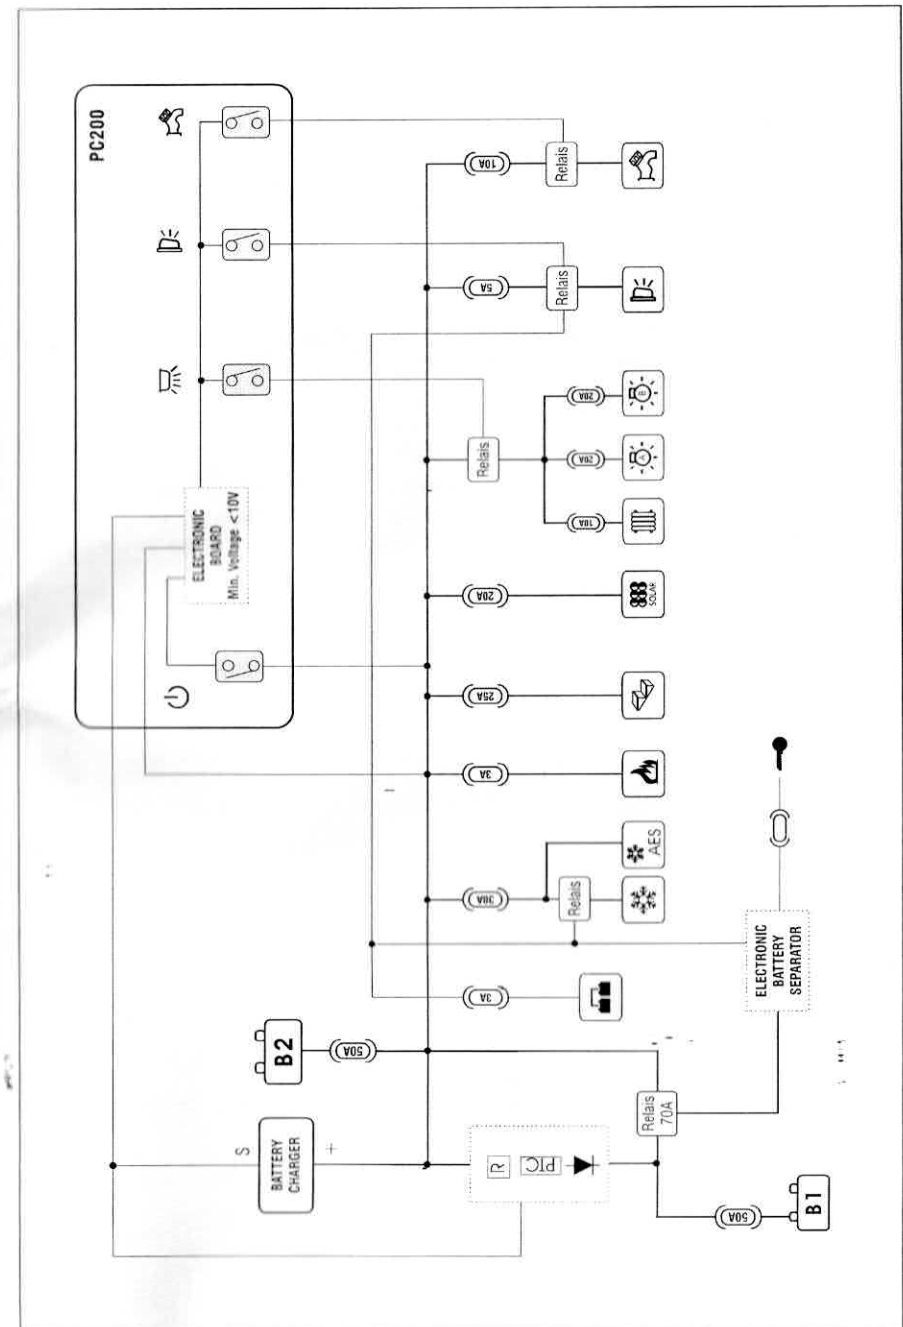 PC200
ELECTRONIC
BOARD
Min. Voltage <10V
10A
Relais
5A
Relais
Relais
20A
B
20A
A
10A
20A
SOLAR
25A
3A
30A
Relais
AES
3A
ELECTRONIC
BATTERY
SEPARATOR
B2
50A
S
BATTERY
CHARGER
+
R
PTC
Relais
70A
50A
B1